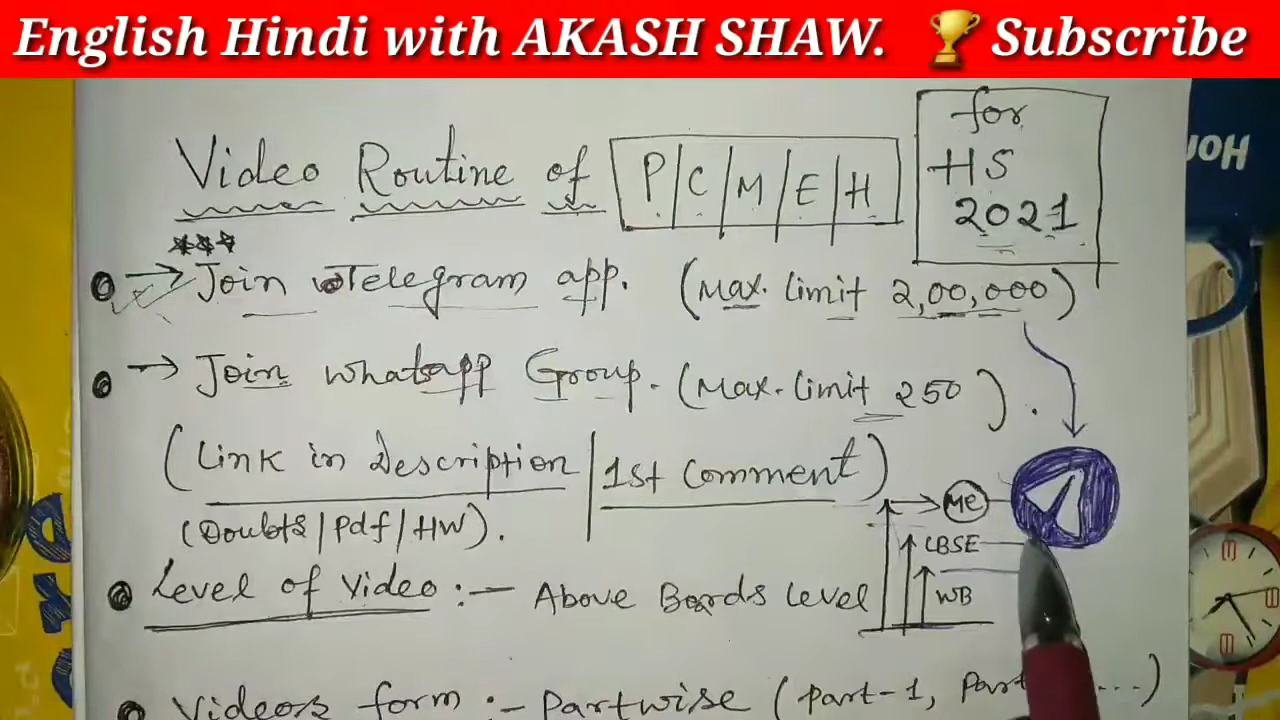 English Hindi with AKASH SHAW. 🏆 Subscribe
Video Routine of P|C|M|E|H
for
HS
2021
→ Join Telegram app. (Max. limit 2,00,000)
→ Join whatsapp Group. (Max. limit 250).
(Link in Description | 1st Comment)
(Doubts/Pdf/HW).
Me
CBSE
WB
Level of Video :- Above Bords Level
Videos form :- Partwise (Part-1, Part ...)